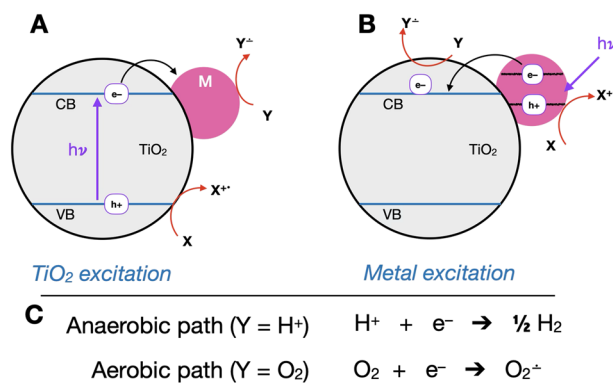 A
Y∸
M
e–
CB
Y
hν
TiO₂
X⁺·
h+
VB
X
TiO₂ excitation
B
Y∸
Y
hν
e–
e–
CB
h+
X+
X
TiO₂
VB
Metal excitation
C
Anaerobic path (Y = H⁺) H⁺ + e⁻ ➔ ½ H₂
Aerobic path (Y = O₂) O₂ + e⁻ ➔ O₂∸